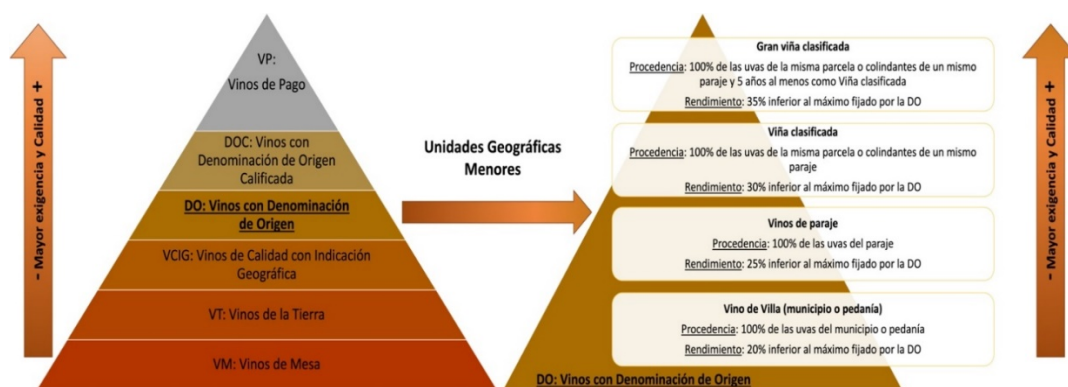 - Mayor exigencia y Calidad +
VP:
Vinos de Pago
DOC: Vinos con
Denominación de Origen
Calificada
DO: Vinos con Denominación
de Origen
VCIG: Vinos de Calidad con Indicación
Geográfica
VT: Vinos de la Tierra
VM: Vinos de Mesa
Unidades Geográficas
Menores
Gran viña clasificada
Procedencia: 100% de las uvas de la misma parcela o colindantes de un mismo
paraje y 5 años al menos como Viña clasificada
Rendimiento: 35% inferior al máximo fijado por la DO
Viña clasificada
Procedencia: 100% de las uvas de la misma parcela o colindantes de un mismo
paraje
Rendimiento: 30% inferior al máximo fijado por la DO
Vinos de paraje
Procedencia: 100% de las uvas del paraje
Rendimiento: 25% inferior al máximo fijado por la DO
Vino de Villa (municipio o pedanía)
Procedencia: 100% de las uvas del municipio o pedanía
Rendimiento: 20% inferior al máximo fijado por la DO
DO: Vinos con Denominación de Origen
- Mayor exigencia y Calidad +